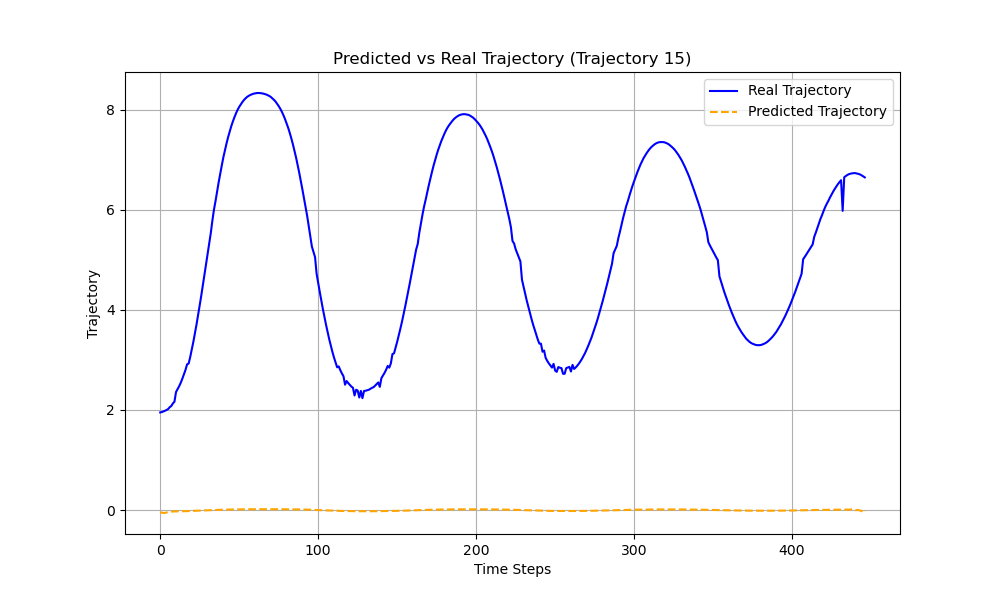 Predicted vs Real Trajectory (Trajectory 15)
Real Trajectory
Predicted Trajectory
Trajectory
8
6
4
2
0
0 100 200 300 400
Time Steps